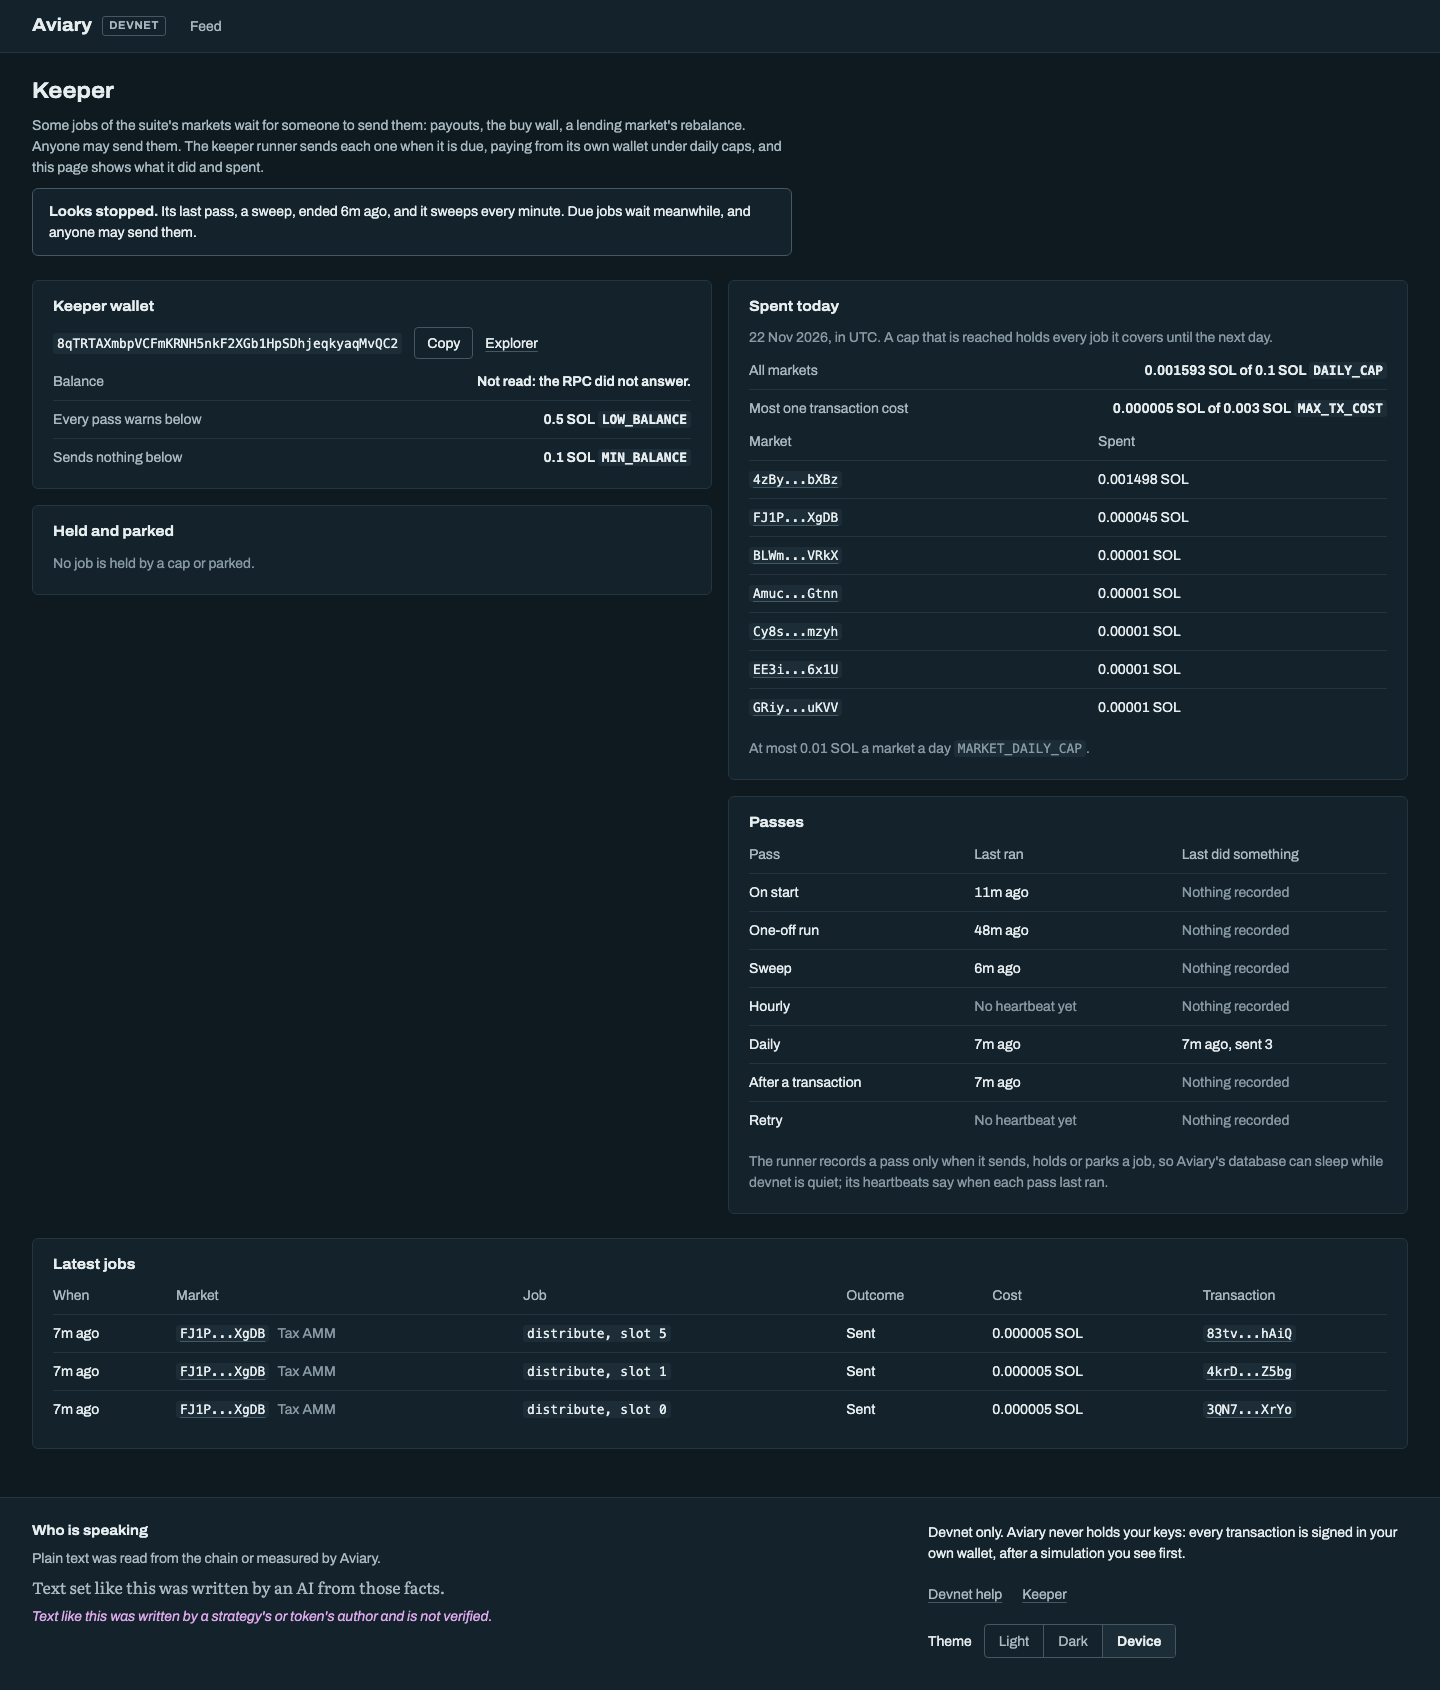 Aviary DEVNET Feed
Keeper
Some jobs of the suite's markets wait for someone to send them: payouts, the buy wall, a lending market's rebalance.
Anyone may send them. The keeper runner sends each one when it is due, paying from its own wallet under daily caps, and
this page shows what it did and spent.
Looks stopped. Its last pass, a sweep, ended 6m ago, and it sweeps every minute. Due jobs wait meanwhile, and
anyone may send them.
Keeper wallet
8qTRTAXmbpVCFmKRNH5nkF2XGb1HpSDhjeqkyaqMvQC2 Copy Explorer
Balance Not read: the RPC did not answer.
Every pass warns below 0.5 SOL LOW_BALANCE
Sends nothing below 0.1 SOL MIN_BALANCE
Held and parked
No job is held by a cap or parked.
Spent today
22 Nov 2026, in UTC. A cap that is reached holds every job it covers until the next day.
All markets 0.001593 SOL of 0.1 SOL DAILY_CAP
Most one transaction cost 0.000005 SOL of 0.003 SOL MAX_TX_COST
Market Spent
4zBy...bXBz 0.001498 SOL
FJ1P...XgDB 0.000045 SOL
BLWm...VRkX 0.00001 SOL
Amuc...Gtnn 0.00001 SOL
Cy8s...mzyh 0.00001 SOL
EE3i...6x1U 0.00001 SOL
GRiy...uKVV 0.00001 SOL
At most 0.01 SOL a market a day MARKET_DAILY_CAP.
Passes
Pass Last ran Last did something
On start 11m ago Nothing recorded
One-off run 48m ago Nothing recorded
Sweep 6m ago Nothing recorded
Hourly No heartbeat yet Nothing recorded
Daily 7m ago 7m ago, sent 3
After a transaction 7m ago Nothing recorded
Retry No heartbeat yet Nothing recorded
The runner records a pass only when it sends, holds or parks a job, so Aviary's database can sleep while
devnet is quiet; its heartbeats say when each pass last ran.
Latest jobs
When Market Job Outcome Cost Transaction
7m ago FJ1P...XgDB Tax AMM distribute, slot 5 Sent 0.000005 SOL 83tv...hAiQ
7m ago FJ1P...XgDB Tax AMM distribute, slot 1 Sent 0.000005 SOL 4krD...Z5bg
7m ago FJ1P...XgDB Tax AMM distribute, slot 0 Sent 0.000005 SOL 3QN7...XrYo
Who is speaking
Plain text was read from the chain or measured by Aviary.
Text set like this was written by an AI from those facts.
Text like this was written by a strategy's or token's author and is not verified.
Devnet only. Aviary never holds your keys: every transaction is signed in your
own wallet, after a simulation you see first.
Devnet help Keeper
Theme Light Dark Device